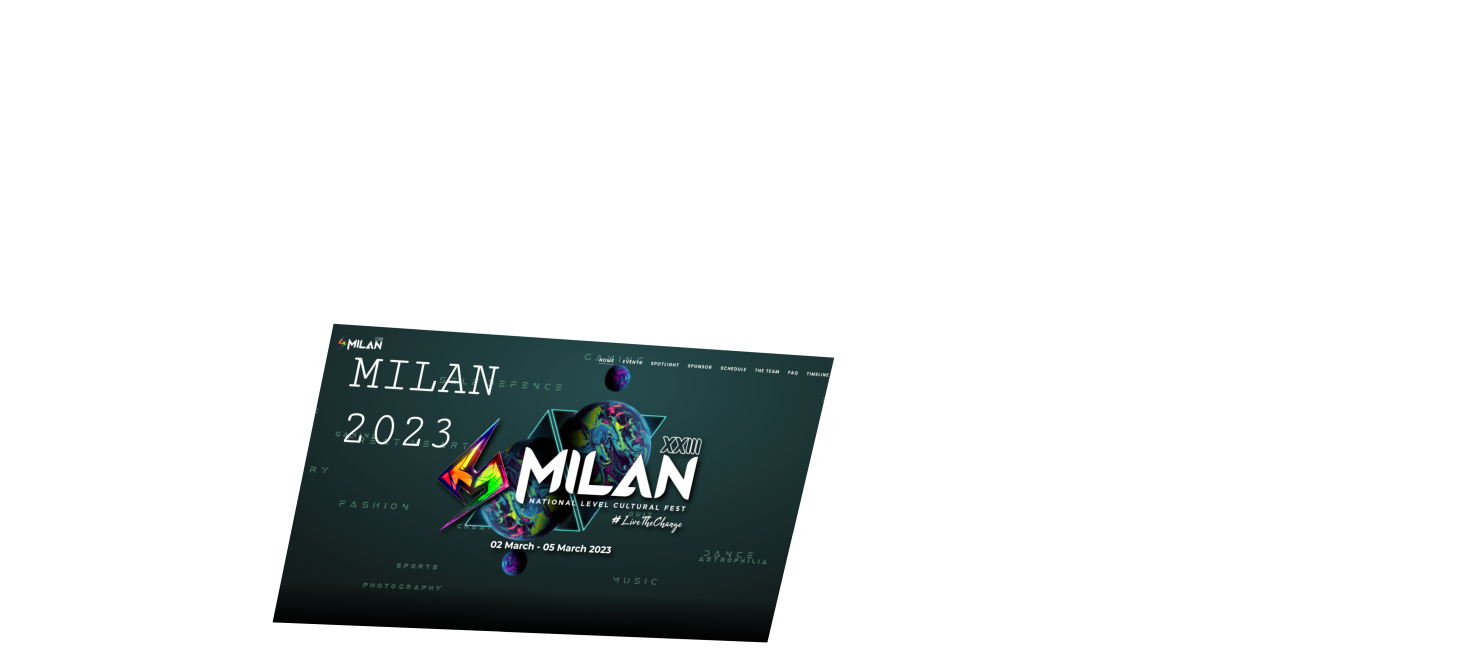 MILAN
HOME EVENTS SPOTLIGHT SPONSOR SCHEDULE THE TEAM FAQ TIMELINE
GAMING
MILAN
2023
XXIII
MILAN
NATIONAL LEVEL CULTURAL FEST
#LiveTheChange
02 March - 05 March 2023
FASHION
DANCE
ASTROPHILIA
SPORTS
MUSIC
PHOTOGRAPHY